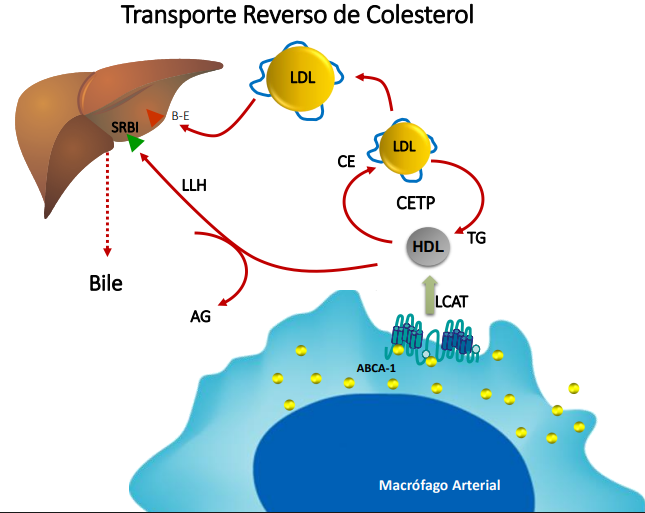 Transporte Reverso de Colesterol
LDL
B-E
SRBI
LDL
CE
LLH
CETP
TG
HDL
Bile
LCAT
AG
ABCA-1
Macrófago Arterial